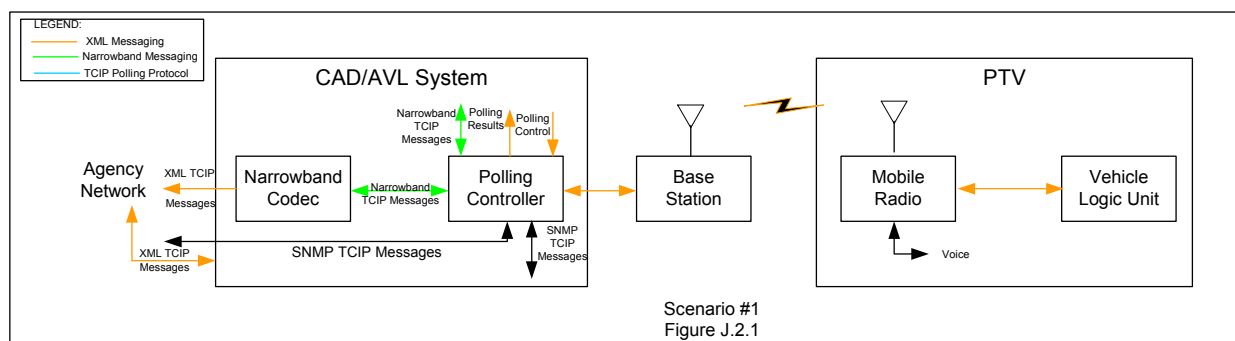 LEGEND:
XML Messaging
Narrowband Messaging
TCIP Polling Protocol
CAD/AVL System
PTV
Narrowband
TCIP
Messages
Polling
Results
Polling
Control
Agency
Network
XML TCIP
Messages
Narrowband
Codec
Narrowband
TCIP Messages
Polling
Controller
Base
Station
Mobile
Radio
Vehicle
Logic Unit
SNMP
TCIP
Messages
SNMP TCIP Messages
XML TCIP
Messages
Voice
Scenario #1
Figure J.2.1